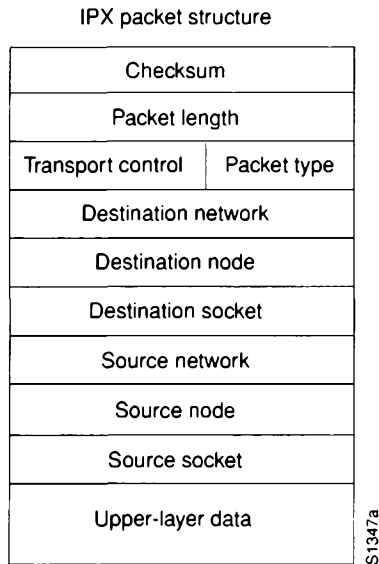 IPX packet structure
Checksum
Packet length
Transport control Packet type
Destination network
Destination node
Destination socket
Source network
Source node
Source socket
Upper-layer data
S1347a